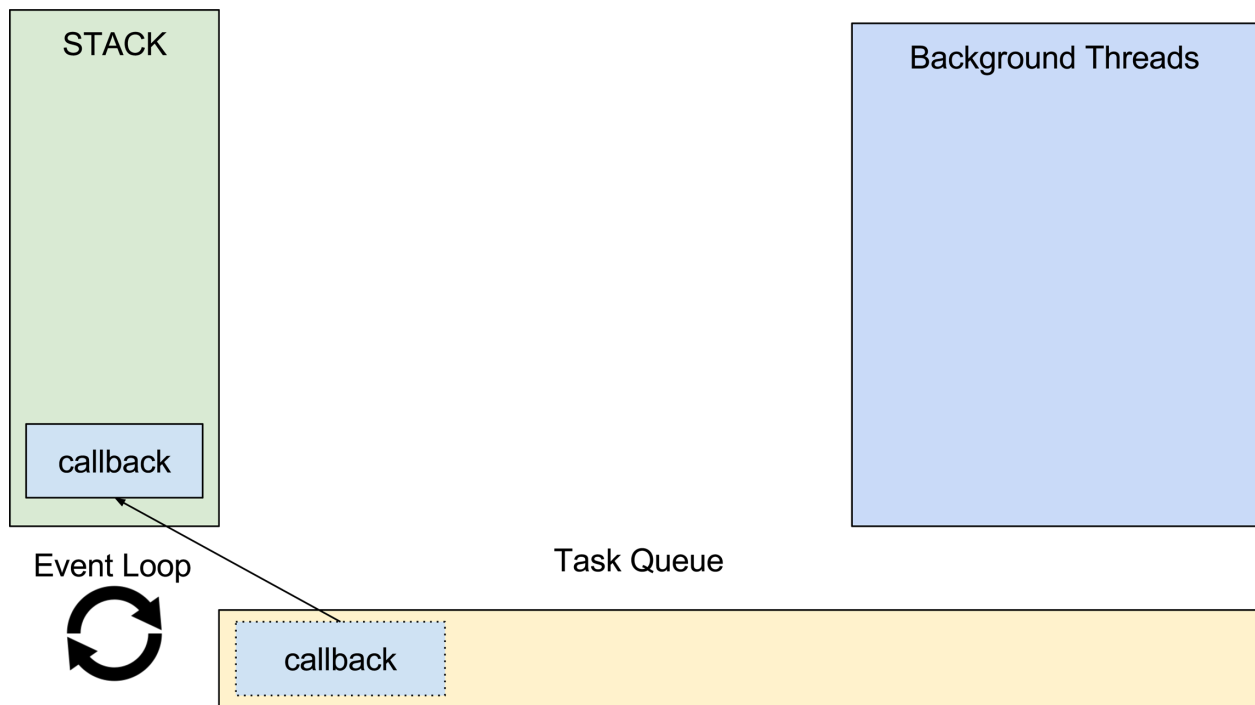 STACK
Background Threads
callback
Event Loop
Task Queue
callback